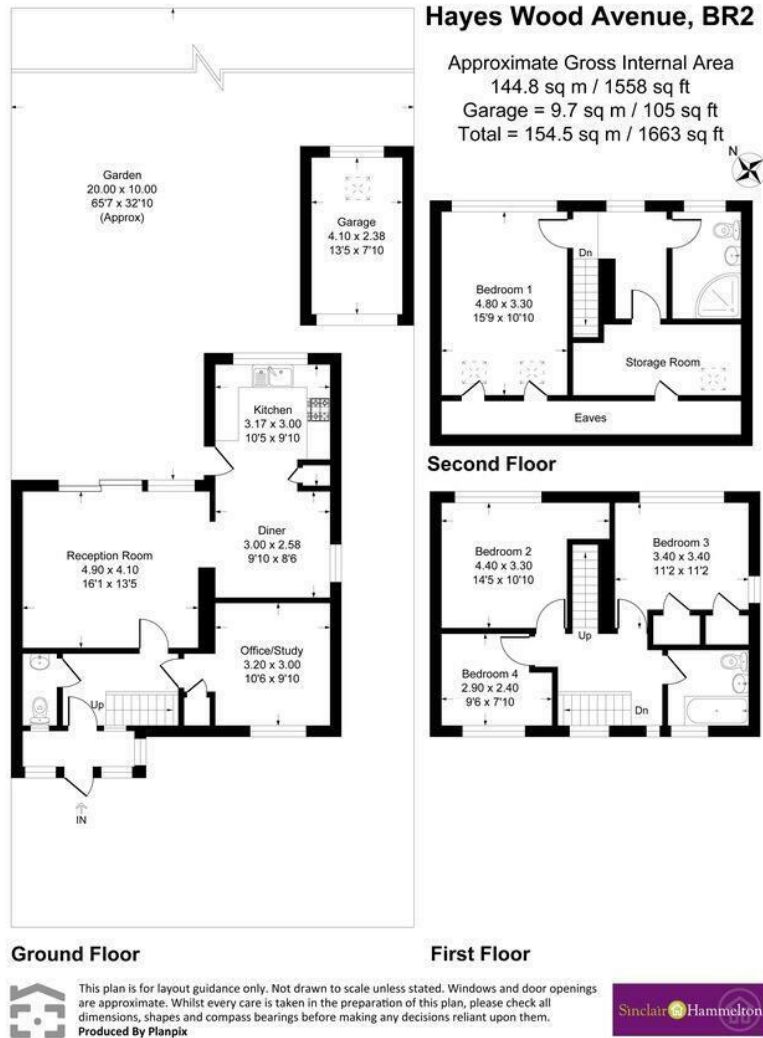 Hayes Wood Avenue, BR2
Approximate Gross Internal Area
144.8 sq m / 1558 sq ft
Garage = 9.7 sq m / 105 sq ft
Total = 154.5 sq m / 1663 sq ft
N
Garden
20.00 x 10.00
65'7 x 32'10
(Approx)
Garage
4.10 x 2.38
13'5 x 7'10
Kitchen
3.17 x 3.00
10'5 x 9'10
Diner
3.00 x 2.58
9'10 x 8'6
Reception Room
4.90 x 4.10
16'1 x 13'5
Office/Study
3.20 x 3.00
10'6 x 9'10
Up
IN
Ground Floor
Bedroom 1
4.80 x 3.30
15'9 x 10'10
Dn
Storage Room
Eaves
Second Floor
Bedroom 2
4.40 x 3.30
14'5 x 10'10
Bedroom 3
3.40 x 3.40
11'2 x 11'2
Up
Bedroom 4
2.90 x 2.40
9'6 x 7'10
Dn
First Floor
This plan is for layout guidance only. Not drawn to scale unless stated. Windows and door openings
are approximate. Whilst every care is taken in the preparation of this plan, please check all
dimensions, shapes and compass bearings before making any decisions reliant upon them.
Produced By Planpix
Sinclair Hammelton